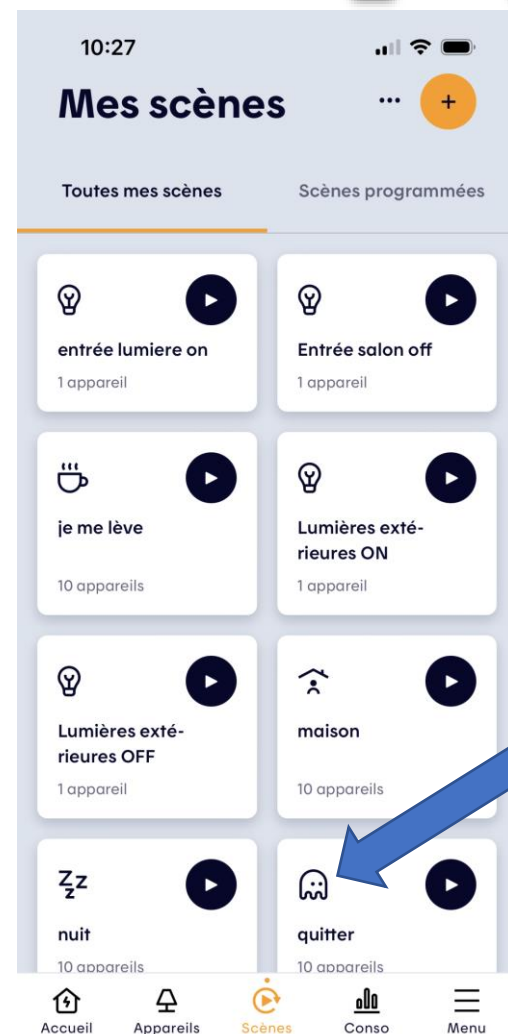 10:27
Mes scènes
Toutes mes scènes
Scènes programmées
entrée lumiere on
1 appareil
Entrée salon off
1 appareil
je me lève
10 appareils
Lumières exté-
rieures ON
1 appareil
Lumières exté-
rieures OFF
1 appareil
maison
10 appareils
nuit
10 appareils
quitter
10 appareils
Accueil
Appareils
Scènes
Conso
Menu